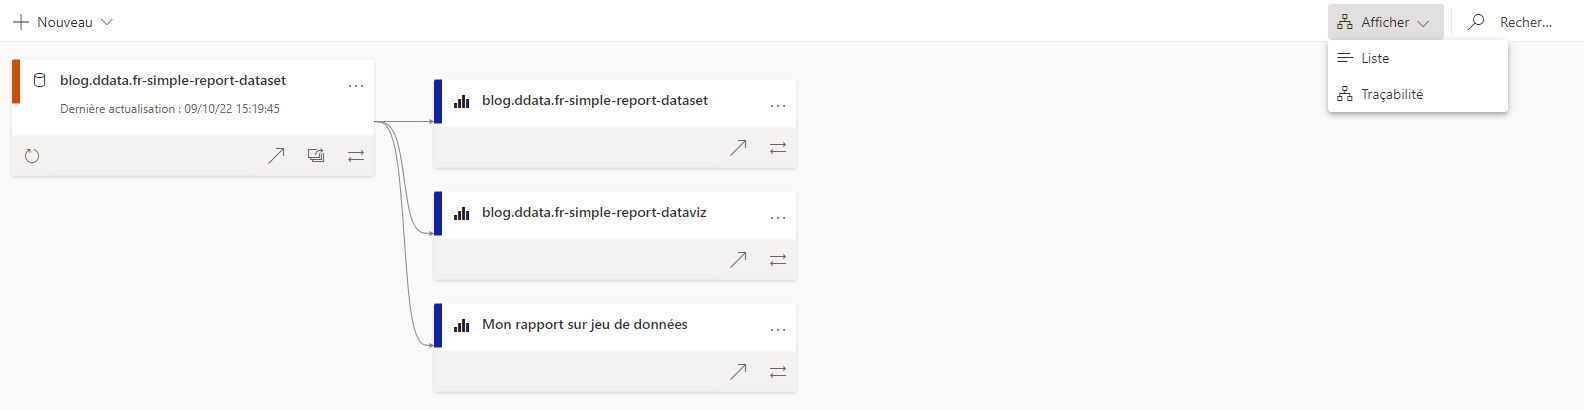 Nouveau
Afficher
Recher...
Liste
Traçabilité
blog.ddata.fr-simple-report-dataset
Dernière actualisation : 09/10/22 15:19:45
blog.ddata.fr-simple-report-dataset
blog.ddata.fr-simple-report-dataviz
Mon rapport sur jeu de données